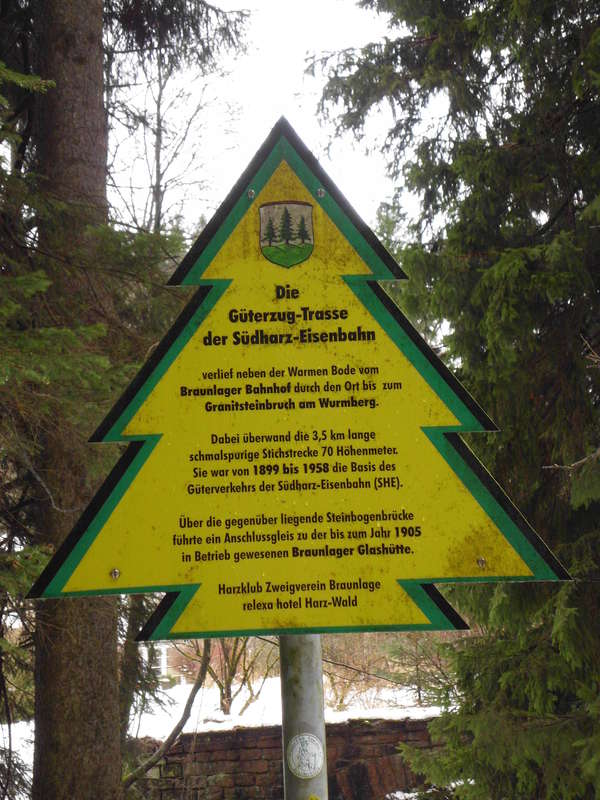 Die
Güterzug-Trasse
der Südharz-Eisenbahn
verlief neben der Warmen Bode vom
Braunlager Bahnhof durch den Ort bis zum
Granitsteinbruch am Wurmberg.
Dabei überwand die 3,5 km lange
schmalspurige Stichstrecke 70 Höhenmeter.
Sie war von 1899 bis 1958 die Basis des
Güterverkehrs der Südharz-Eisenbahn (SHE).
Über die gegenüber liegende Steinbogenbrücke
führte ein Anschlussgleis zu der bis zum Jahr 1905
in Betrieb gewesenen Braunlager Glashütte.
Harzklub Zweigverein Braunlage
relexa hotel Harz-Wald